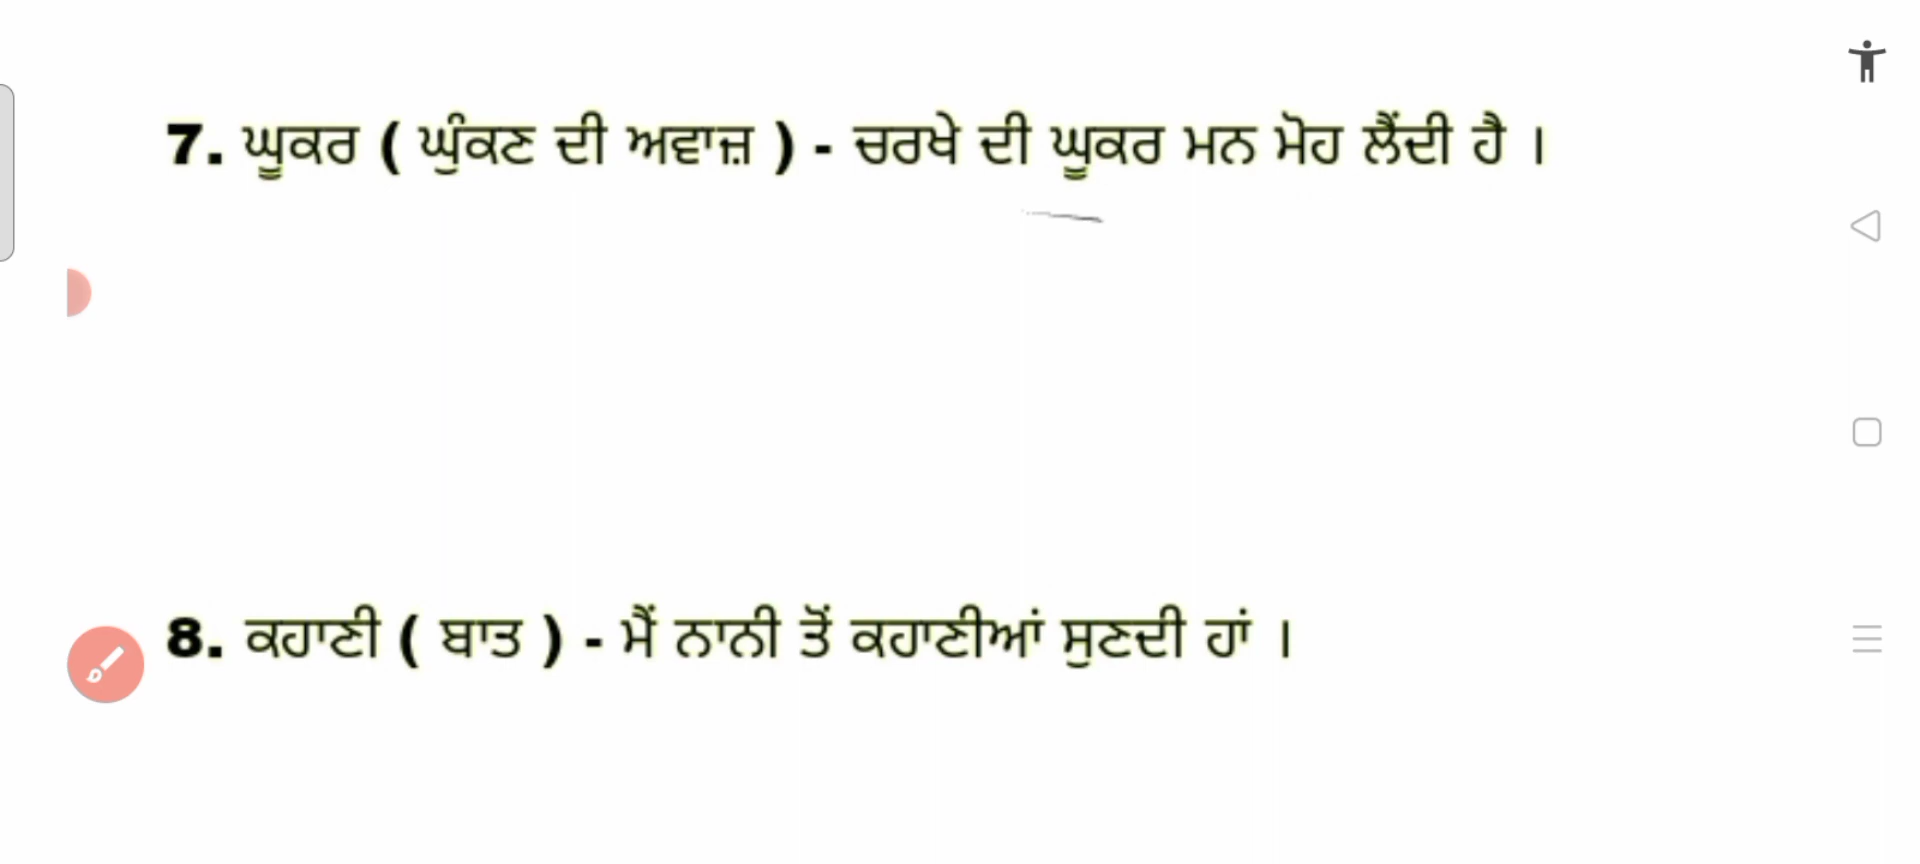 7. ਘੂਕਰ ( ਘੁੰਕਣ ਦੀ ਅਵਾਜ਼ ) - ਚਰਖੇ ਦੀ ਘੂਕਰ ਮਨ ਮੋਹ ਲੈਂਦੀ ਹੈ ।
8. ਕਹਾਣੀ ( ਬਾਤ ) - ਮੈਂ ਨਾਨੀ ਤੋਂ ਕਹਾਣੀਆਂ ਸੁਣਦੀ ਹਾਂ ।